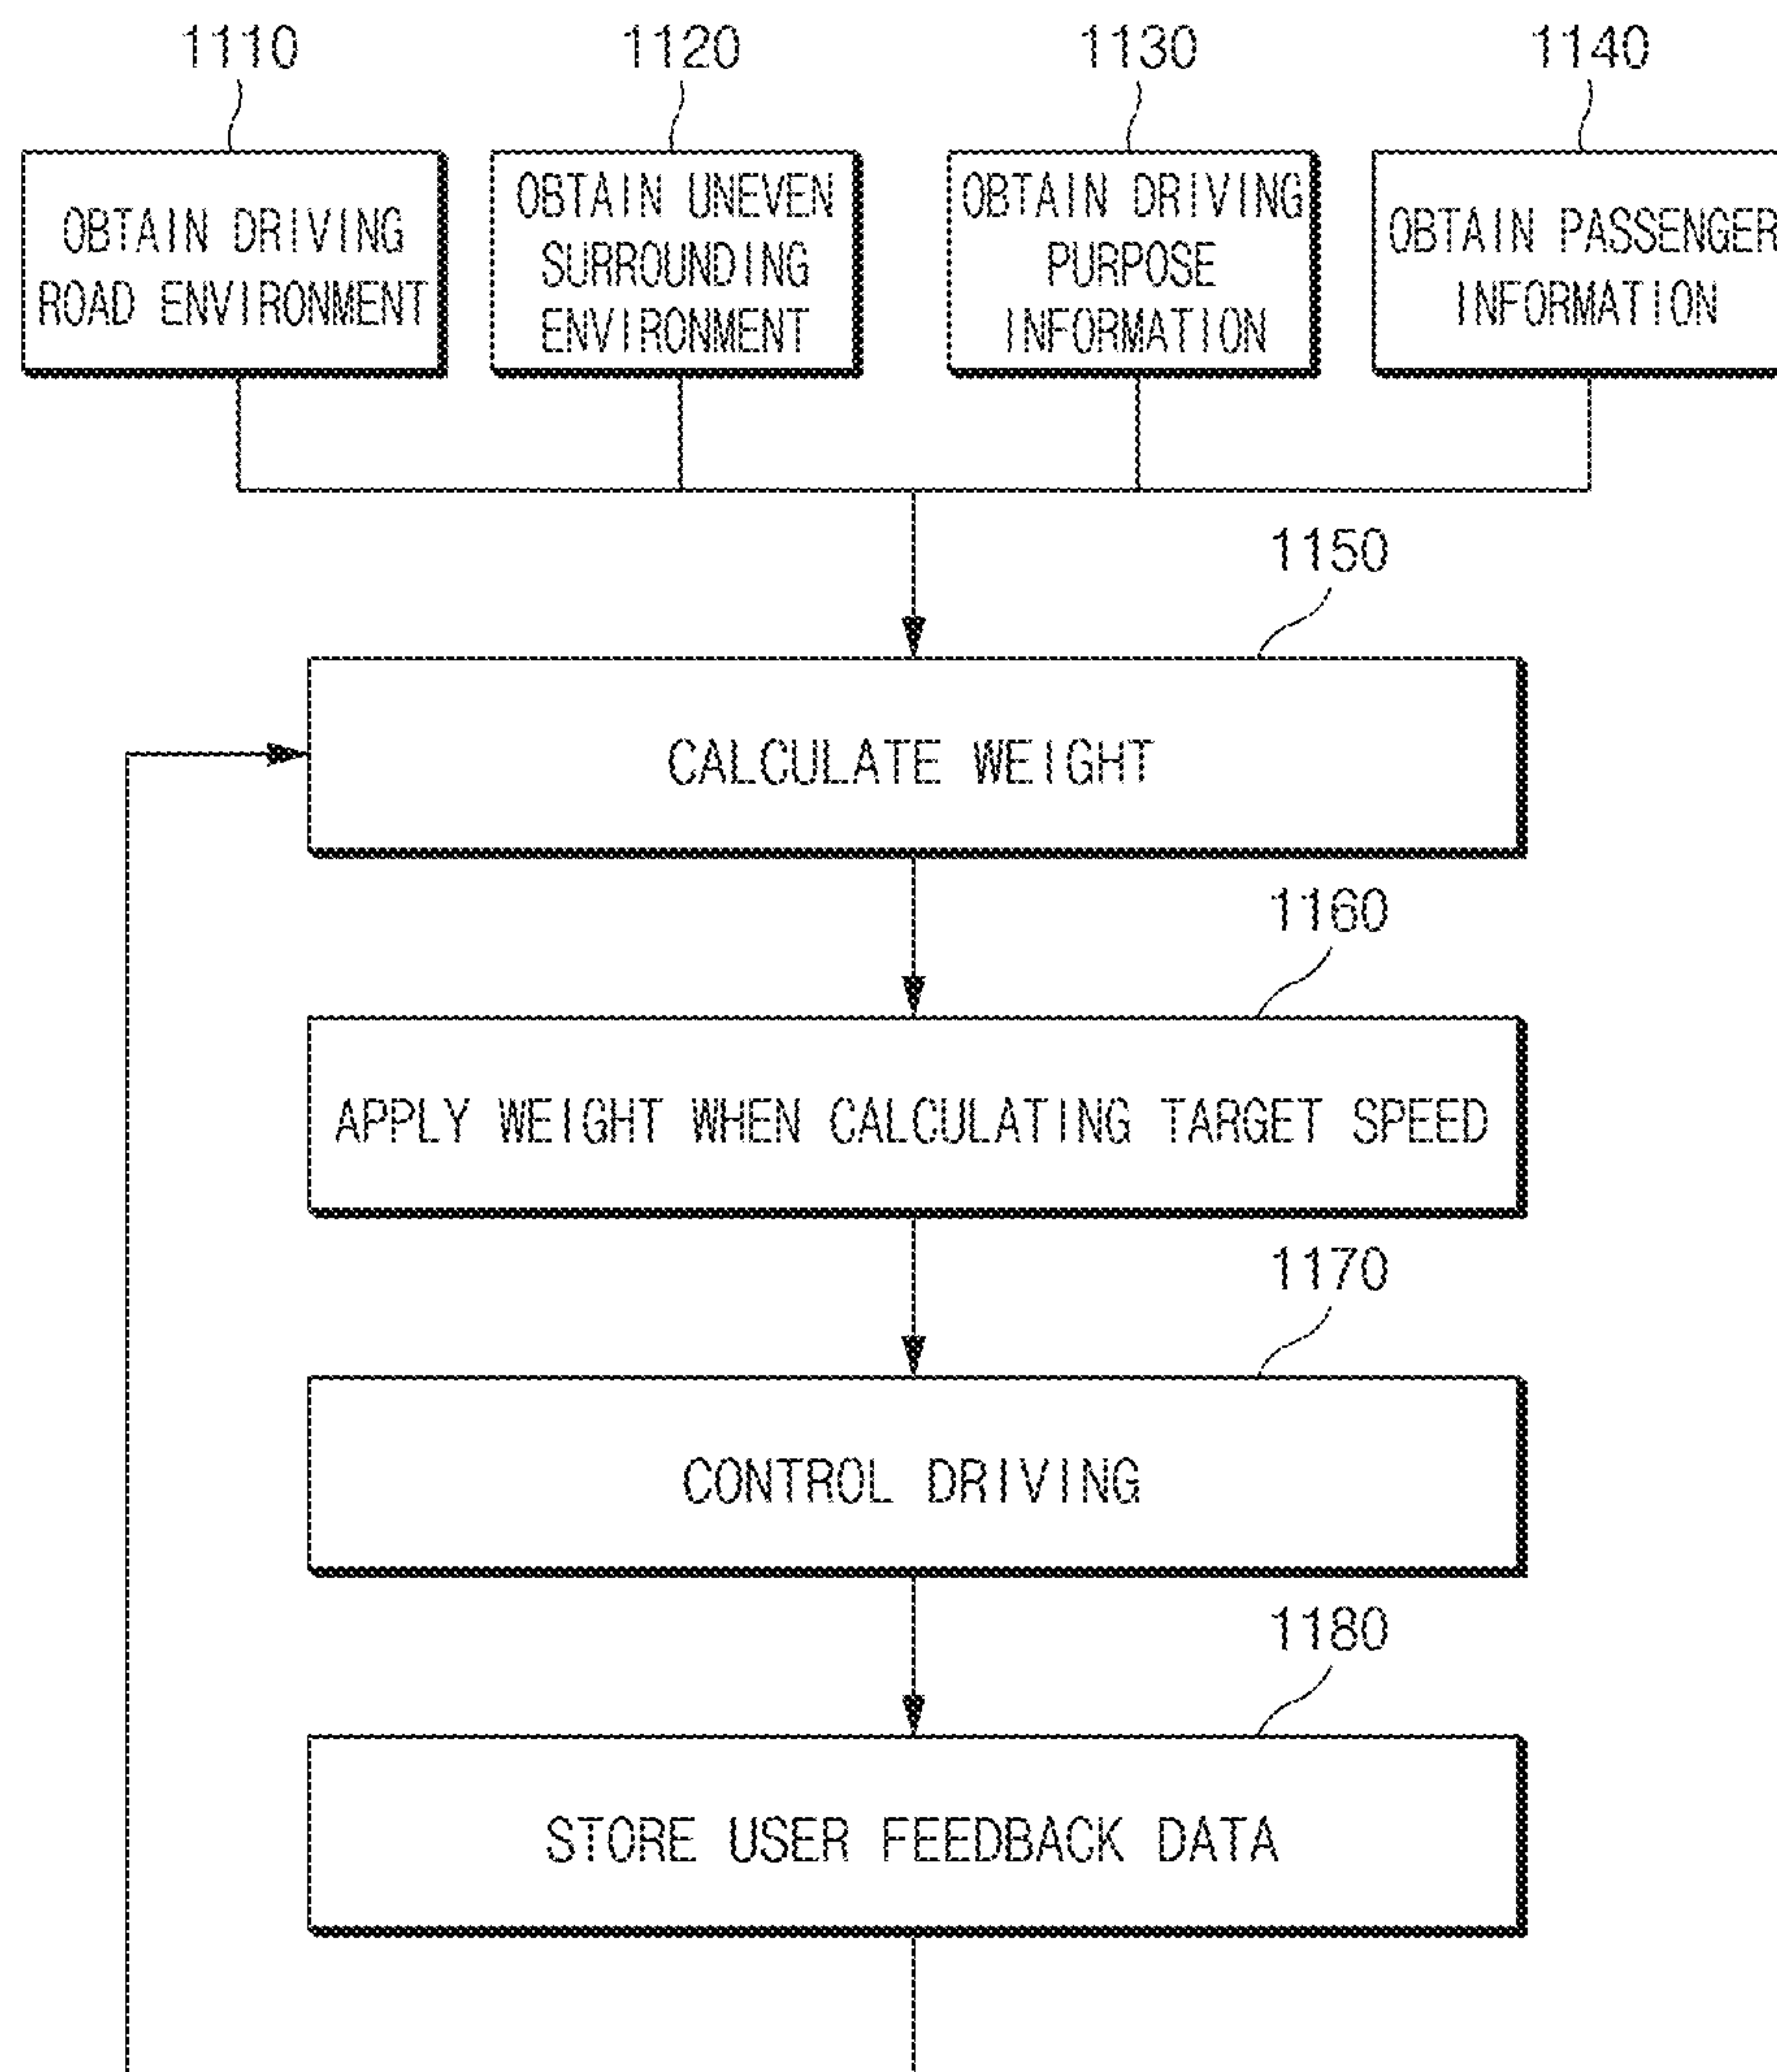 1110
1120
1130
1140
OBTAIN DRIVING
ROAD ENVIRONMENT
OBTAIN UNEVEN
SURROUNDING
ENVIRONMENT
OBTAIN DRIVING
PURPOSE
INFORMATION
OBTAIN PASSENGER
INFORMATION
1150
CALCULATE WEIGHT
1160
APPLY WEIGHT WHEN CALCULATING TARGET SPEED
1170
CONTROL DRIVING
1180
STORE USER FEEDBACK DATA